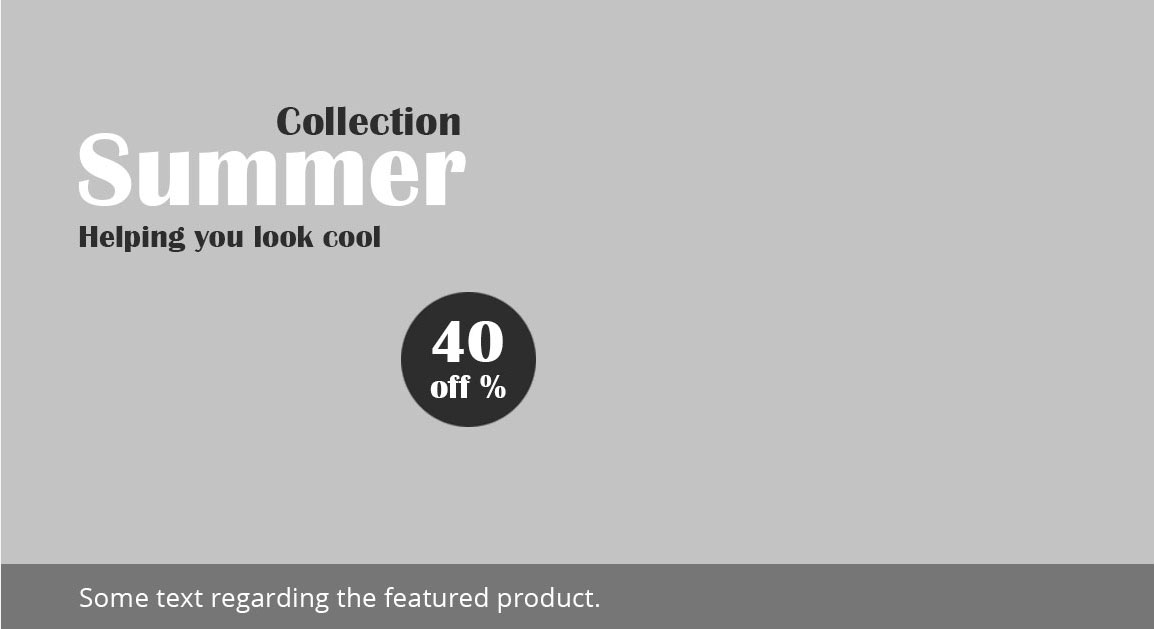 Collection
Summer
Helping you look cool
40
off %
Some text regarding the featured product.